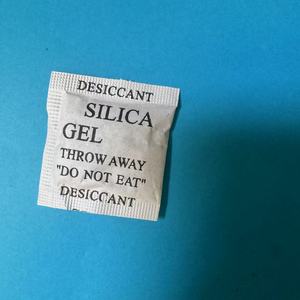 DESICCANT
SILICA
GEL
THROW AWAY
"DO NOT EAT"
DESICCANT